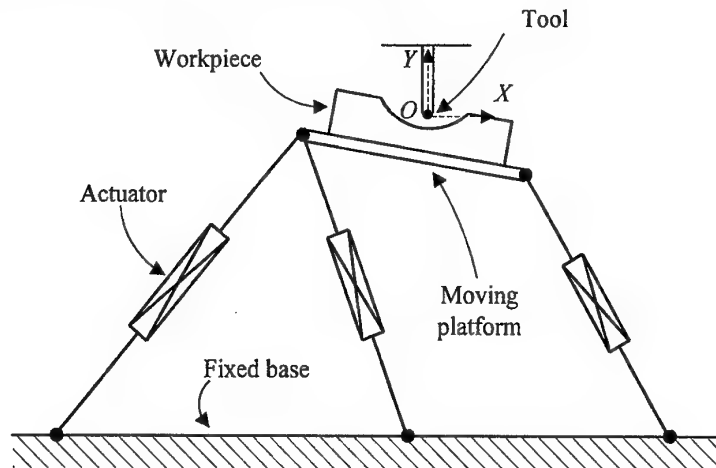 Tool
Workpiece
Y
O
X
Actuator
Moving
platform
Fixed base